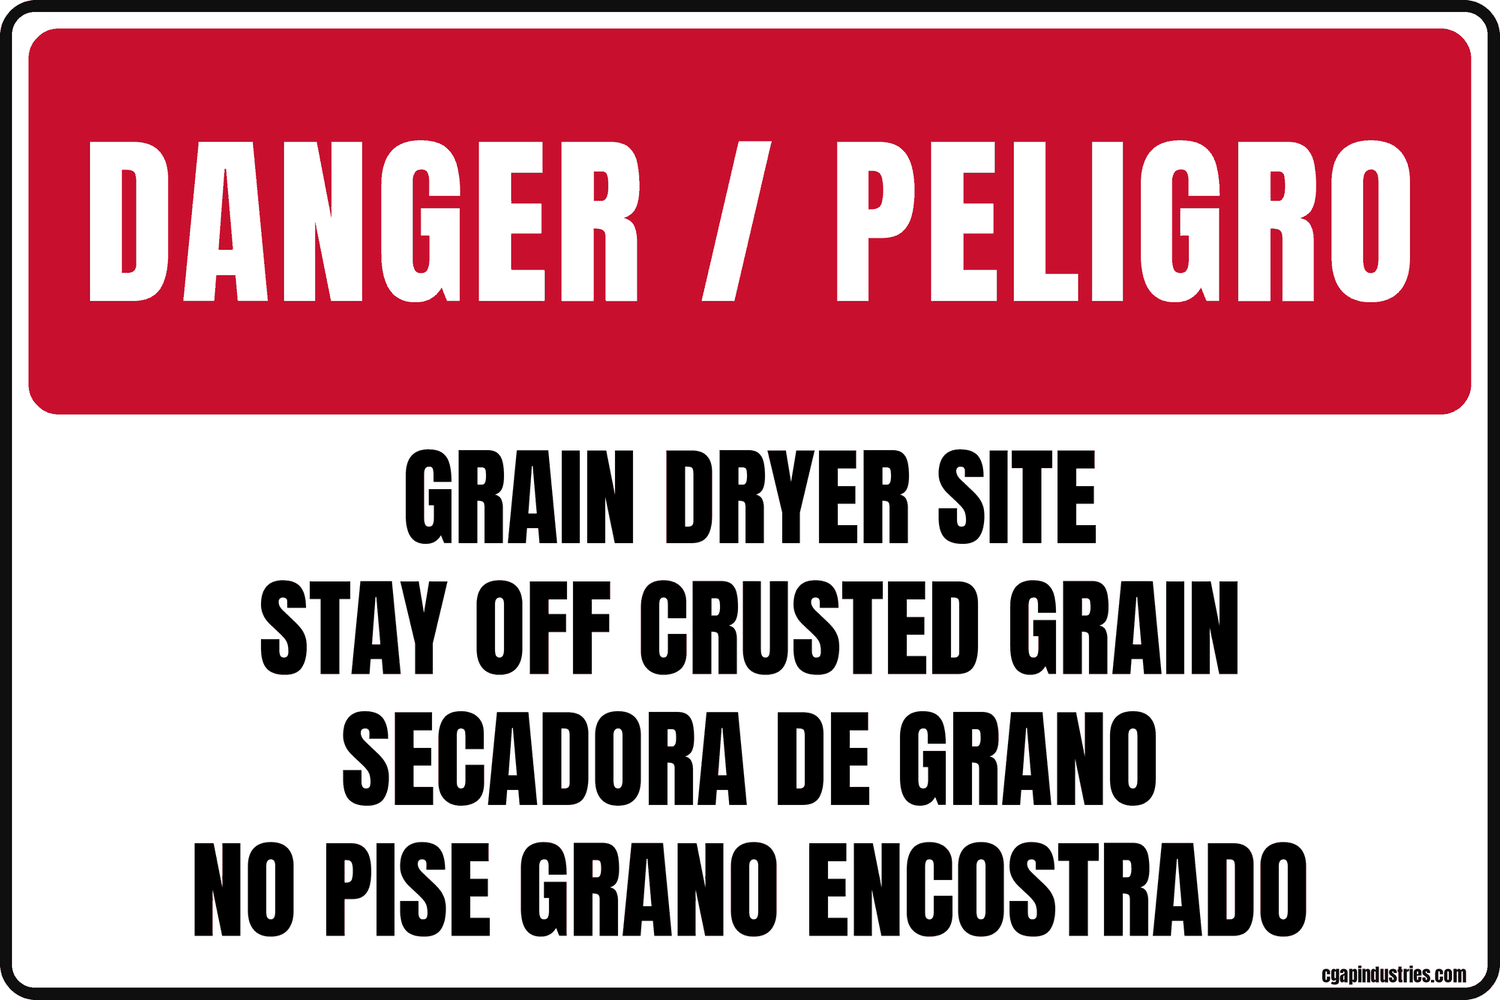 DANGER / PELIGRO
GRAIN DRYER SITE
STAY OFF CRUSTED GRAIN
SECADORA DE GRANO
NO PISE GRANO ENCOSTRADO
cgapindustries.com